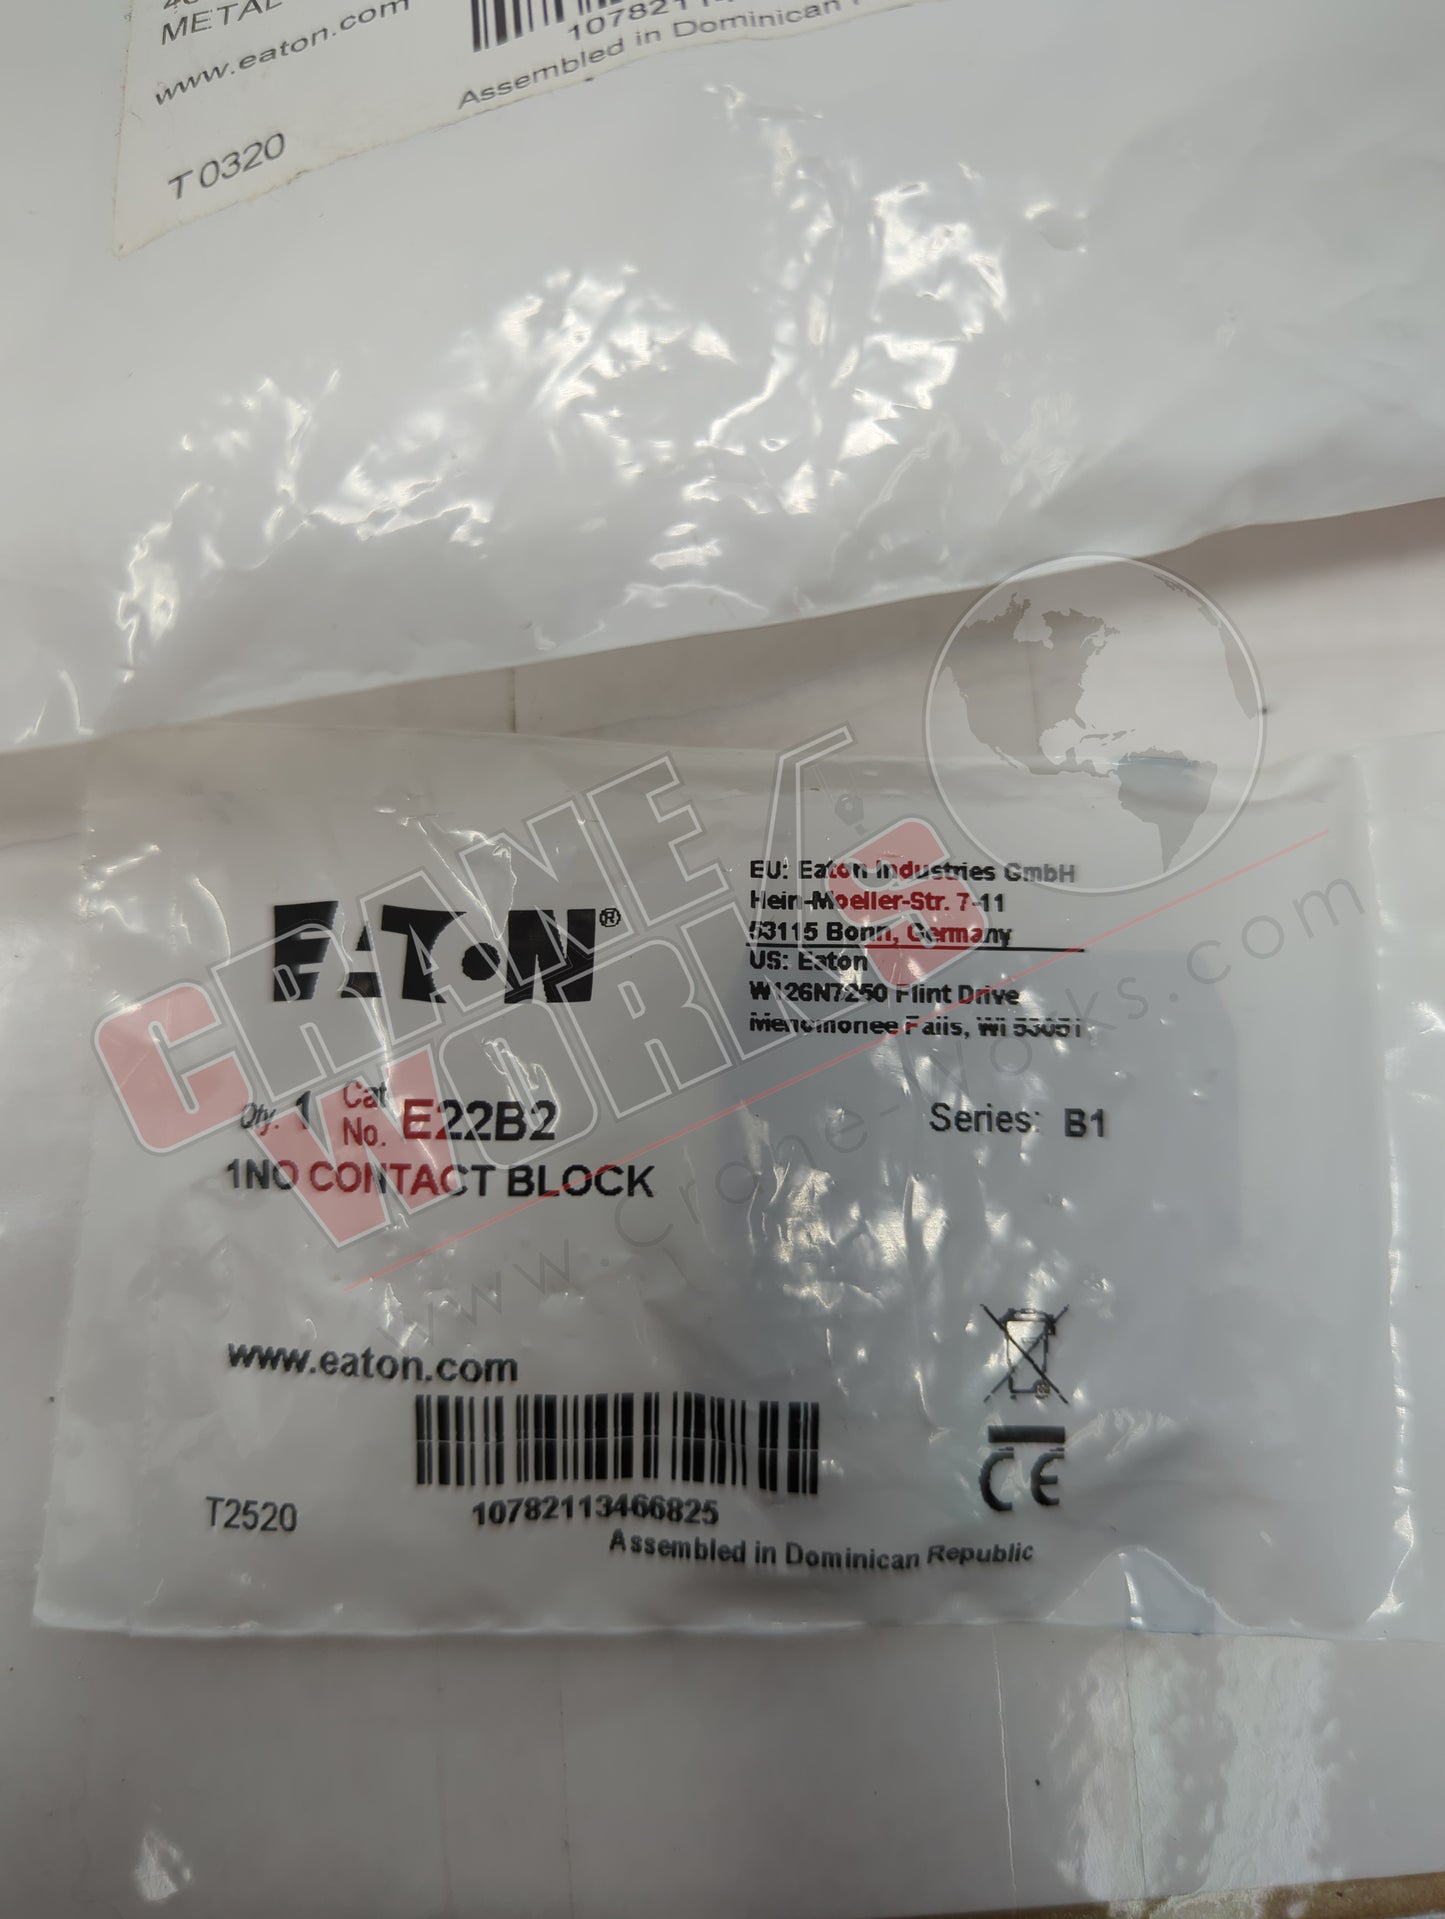 METAL
www.eaton.com
Assembled in Dominican
T0320
EATON®
EU: Eaton Industries GmbH
Hein-Moeller-Str. 7-11
53115 Bonn, Germany
US: Eaton
W126N7250 Flint Drive
Menomonee Falls, WI 53051
Qty. 1 Cat No. E22B2
Series: B1
1NO CONTACT BLOCK
www.eaton.com
CE
T2520
10782113466825
Assembled in Dominican Republic
CRANE WORKS
www.crane-works.com